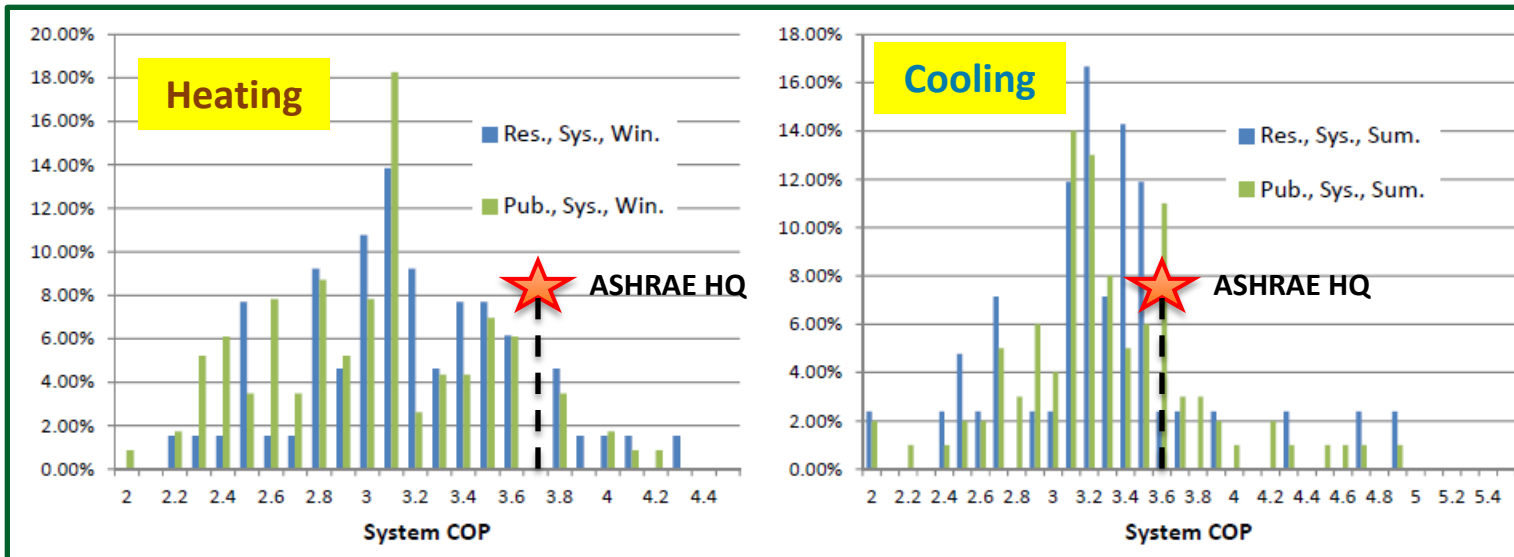 Heating
20.00%
18.00%
16.00%
14.00%
12.00%
10.00%
8.00%
6.00%
4.00%
2.00%
0.00%
Res., Sys., Win.
Pub., Sys., Win.
ASHRAE HQ
2 2.2 2.4 2.6 2.8 3 3.2 3.4 3.6 3.8 4 4.2 4.4
System COP
Cooling
18.00%
16.00%
14.00%
12.00%
10.00%
8.00%
6.00%
4.00%
2.00%
0.00%
Res., Sys., Sum.
Pub., Sys., Sum.
ASHRAE HQ
2 2.2 2.4 2.6 2.8 3 3.2 3.4 3.6 3.8 4 4.2 4.4 4.6 4.8 5 5.2 5.4
System COP